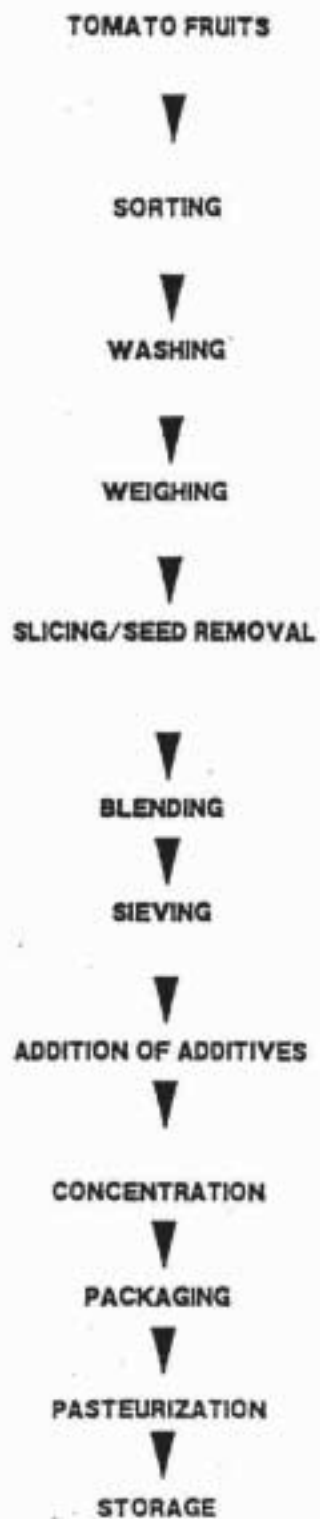 TOMATO FRUITS
SORTING
WASHING
WEIGHING
SLICING/SEED REMOVAL
BLENDING
SIEVING
ADDITION OF ADDITIVES
CONCENTRATION
PACKAGING
PASTEURIZATION
STORAGE